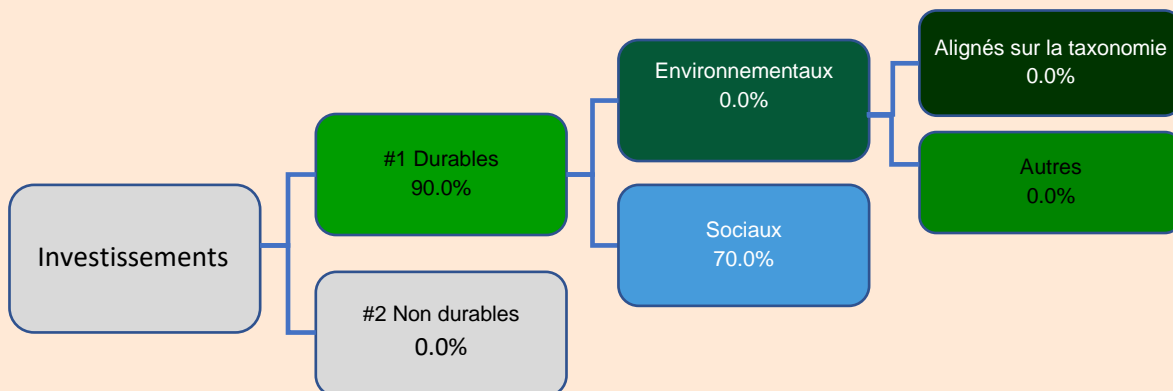 Investissements
#1 Durables
90.0%
#2 Non durables
0.0%
Environnementaux
0.0%
Sociaux
70.0%
Alignés sur la taxonomie
0.0%
Autres
0.0%